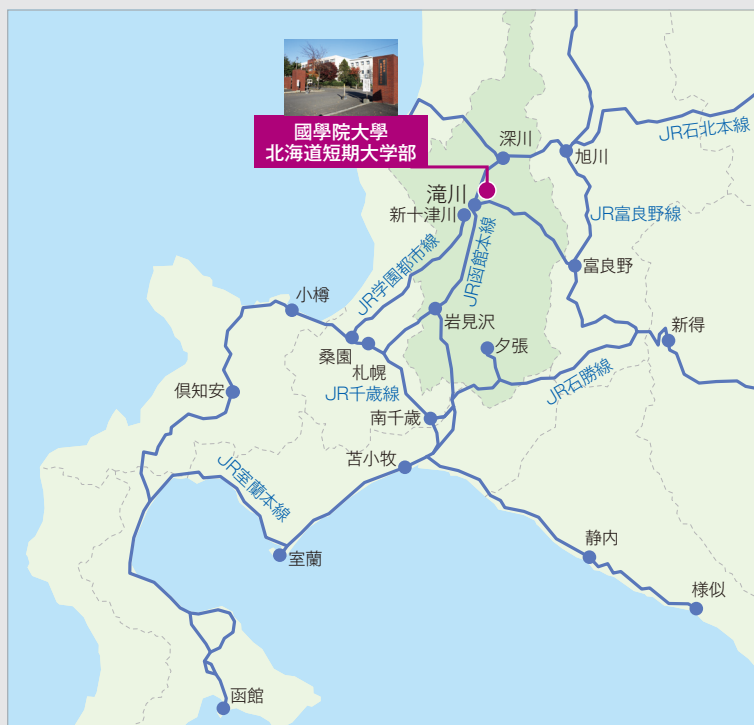 國學院大學
北海道短期大学部
深川
旭川
JR石北本線
滝川
新十津川
JR富良野線
JR学園都市線
JR函館本線
富良野
小樽
岩見沢
新得
桑園
札幌
夕張
倶知安
JR千歳線
JR石勝線
南千歳
苫小牧
JR室蘭本線
静内
室蘭
様似
函館